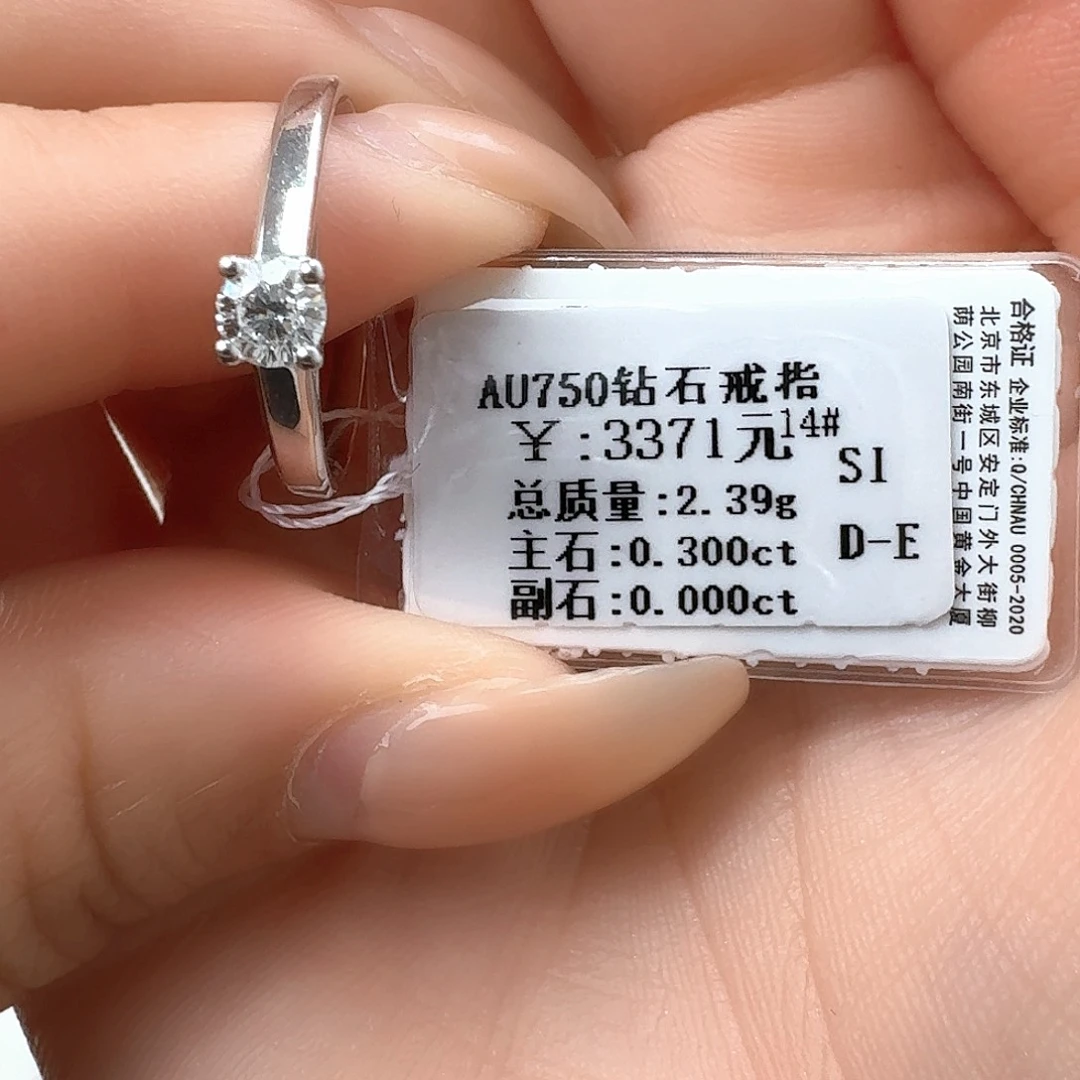 AU750钻石戒指
¥:3371元14#
SI
总质量:2.39g
主石:0.300ct
D-E
副石:0.000ct
合格证 企业标准:Q/CHNAU 0005-2020
北京市东城区安定门外大街柳
荫公园南街一号中国黄金大厦